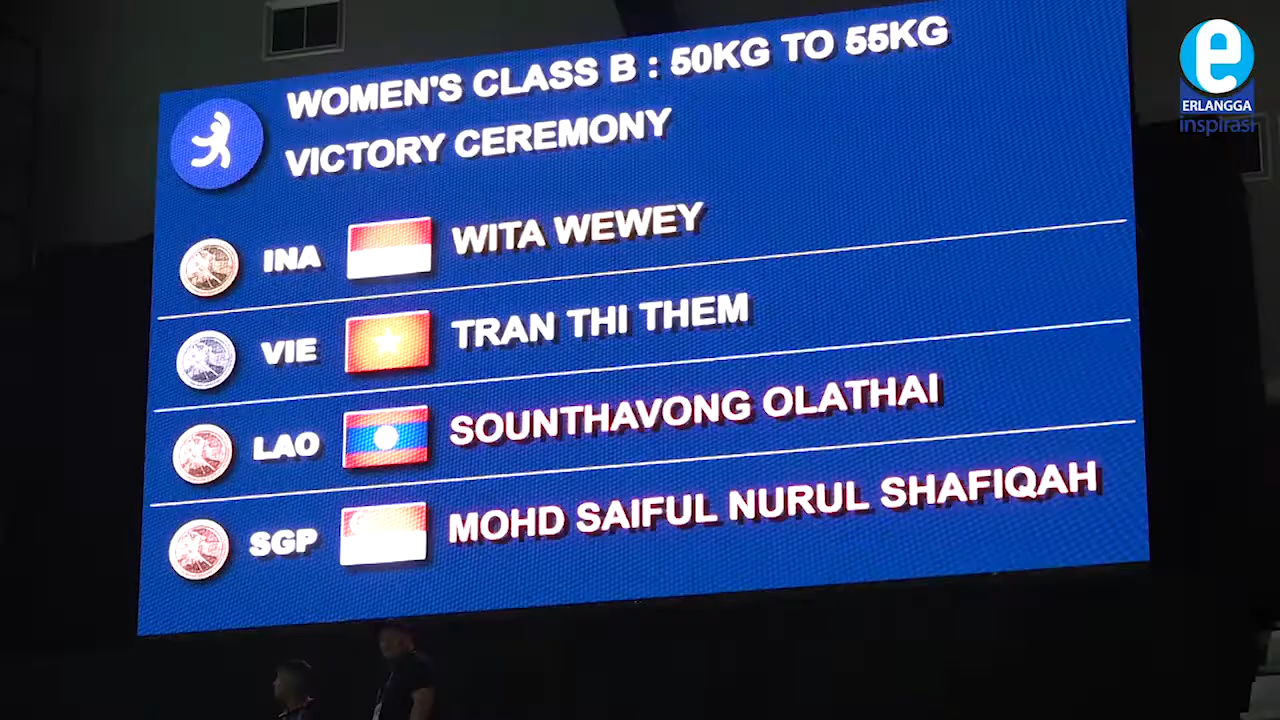 WOMEN'S CLASS B : 50KG TO 55KG
VICTORY CEREMONY
INA WITA WEWEY
VIE TRAN THI THEM
LAO SOUNTHAVONG OLATHAI
SGP MOHD SAIFUL NURUL SHAFIQAH
e
ERLANGGA
inspirasi